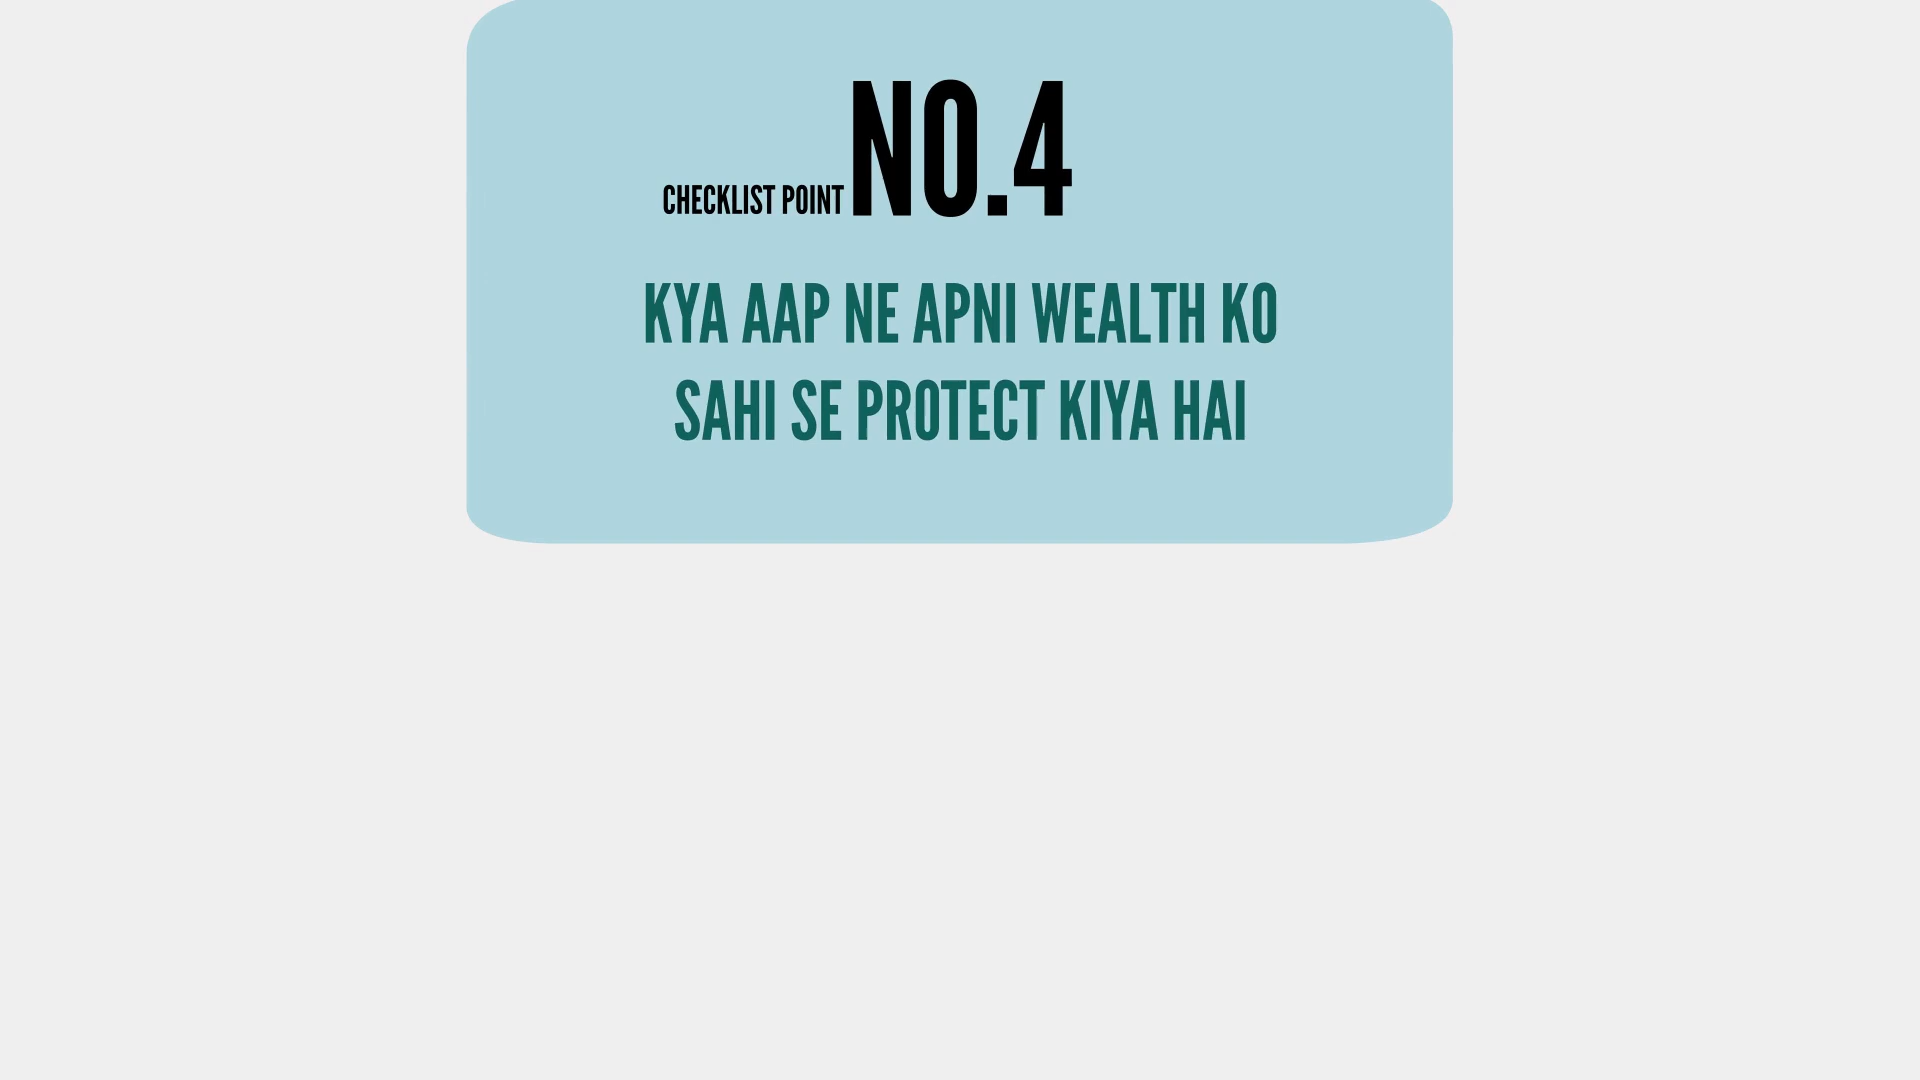 CHECKLIST POINT NO.4
KYA AAP NE APNI WEALTH KO
SAHI SE PROTECT KIYA HAI